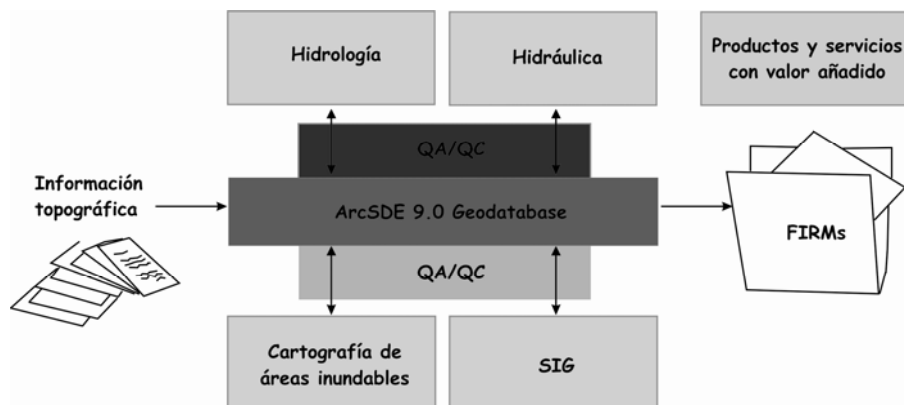 Hidrología
Hidráulica
Productos y servicios
con valor añadido
QA/QC
Información
topográfica
ArcSDE 9.0 Geodatabase
FIRMs
QA/QC
Cartografía de
áreas inundables
SIG